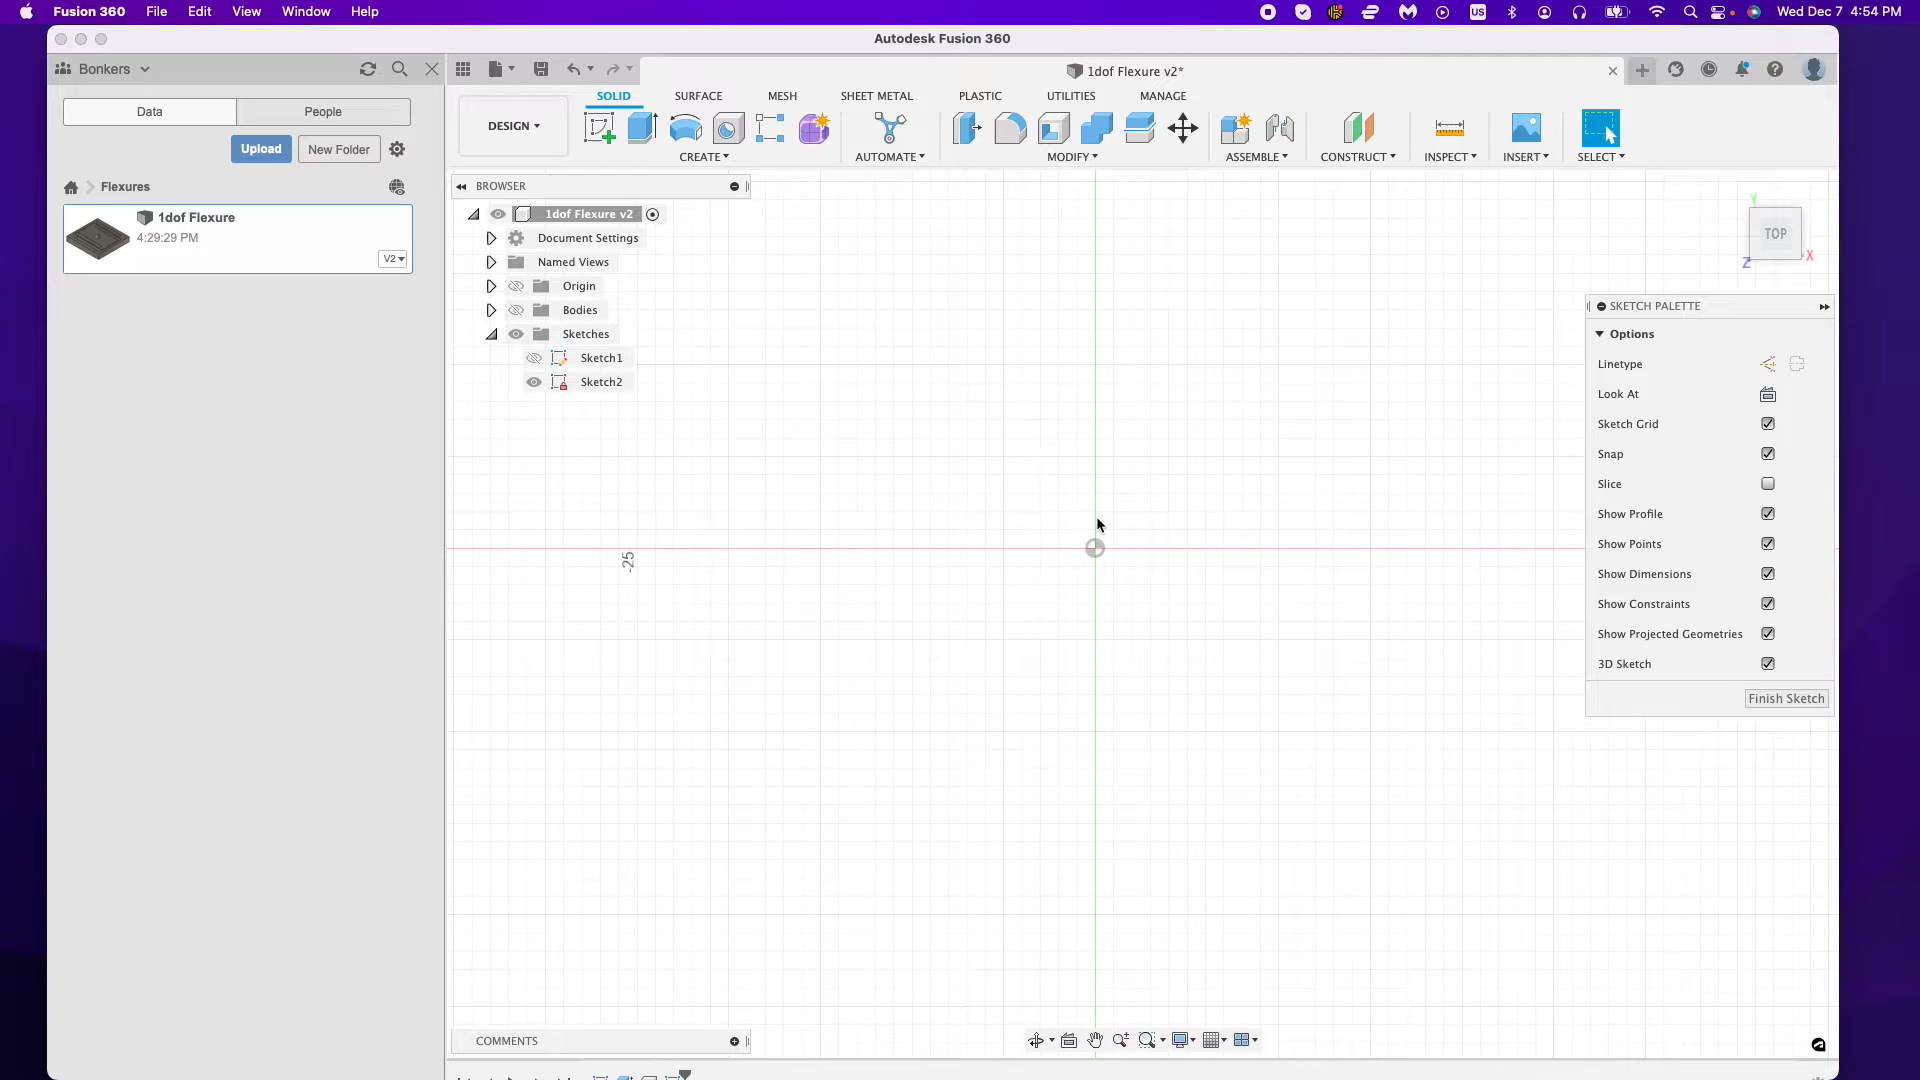 Fusion 360 File Edit View Window Help
US Wed Dec 7 4:54 PM
Autodesk Fusion 360
Bonkers
1dof Flexure v2*
Data People
Upload New Folder
Flexures
1dof Flexure
4:29:29 PM
V2
DESIGN
SOLID SURFACE MESH SHEET METAL PLASTIC UTILITIES MANAGE
CREATE AUTOMATE MODIFY ASSEMBLE CONSTRUCT INSPECT INSERT SELECT
BROWSER
1dof Flexure v2
Document Settings
Named Views
Origin
Bodies
Sketches
Sketch1
Sketch2
Y
TOP
X
Z
-25
SKETCH PALETTE
Options
Linetype
Look At
Sketch Grid
Snap
Slice
Show Profile
Show Points
Show Dimensions
Show Constraints
Show Projected Geometries
3D Sketch
Finish Sketch
COMMENTS